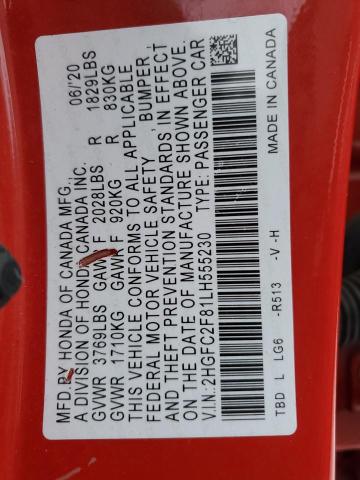 MFD. BY HONDA OF CANADA MFG., 06/20
A DIVISION OF HONDA CANADA INC.
GVWR 3769LBS GAWR F 2028LBS R 1829LBS
GVWR 1710KG GAWR F 920KG R 830KG
THIS VEHICLE CONFORMS TO ALL APPLICABLE
FEDERAL MOTOR VEHICLE SAFETY BUMPER,
AND THEFT PREVENTION STANDARDS, IN EFFECT
ON THE DATE OF MANUFACTURE SHOWN ABOVE.
V.I.N.:2HGFC2F81LH555230 TYPE: PASSENGER CAR
TBD L LG6 -R513 -V -H MADE IN CANADA